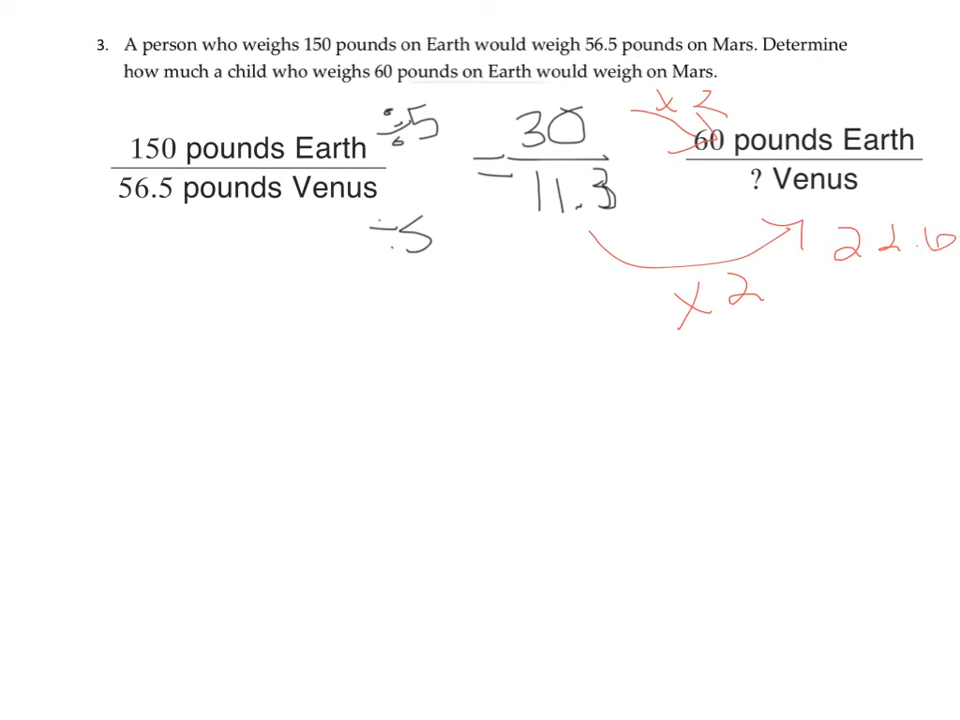 3. A person who weighs 150 pounds on Earth would weigh 56.5 pounds on Mars. Determine
how much a child who weighs 60 pounds on Earth would weigh on Mars.
150 pounds Earth
÷5
56.5 pounds Venus
÷5
=
30
11.3
x 2
60 pounds Earth
? Venus
22.6
x 2